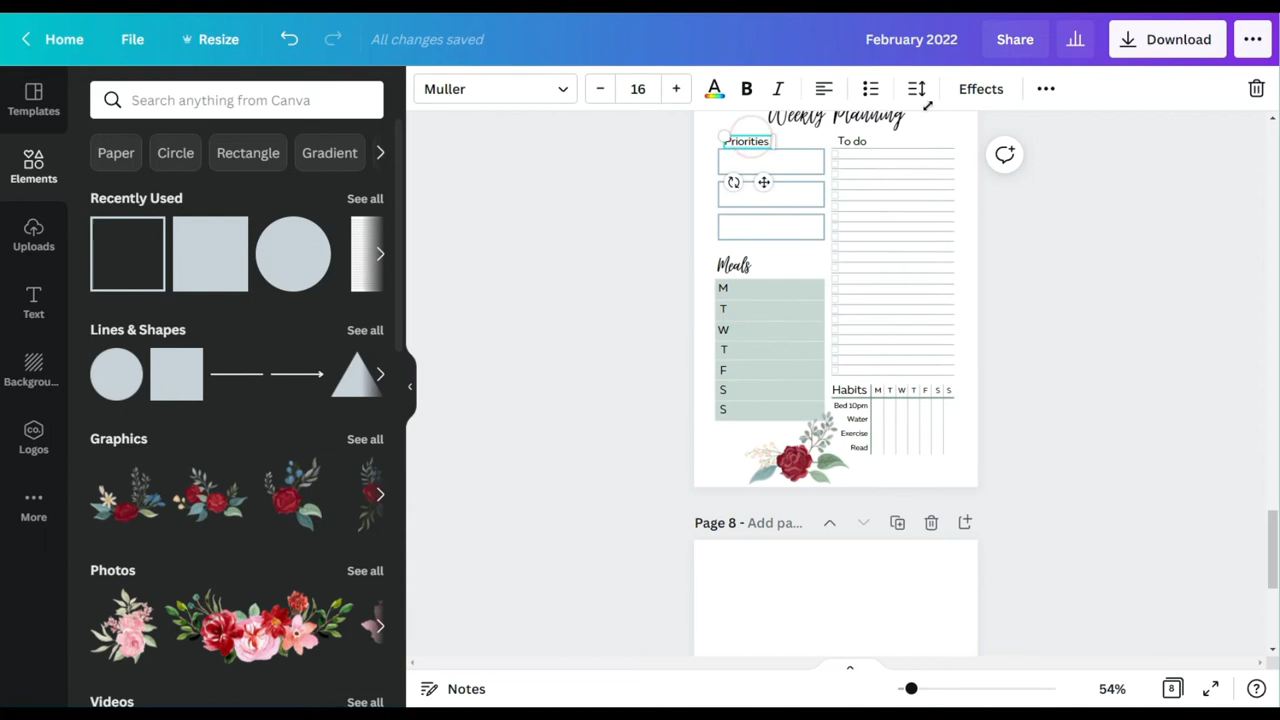 Home File Resize All changes saved February 2022 Share Download
Templates
Elements
Uploads
Text
Backgrou...
Logos
More
Search anything from Canva
Paper Circle Rectangle Gradient
Recently Used See all
Lines & Shapes See all
Graphics See all
Photos See all
Videos See all
Muller 16 A B I Effects
Weekly Planning
Priorities
To do
Meals
M
T
W
T
F
S
S
Habits M T W T F S S
Bed 10pm
Water
Exercise
Read
Page 8 - Add pa...
Notes 54% 8 ?